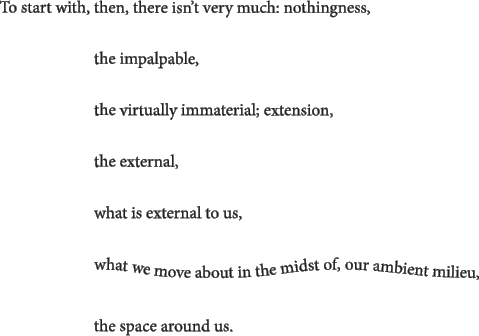 To start with, then, there isn't very much: nothingness,
the impalpable,
the virtually immaterial; extension,
the external,
what is external to us,
what we move about in the midst of, our ambient milieu,
the space around us.